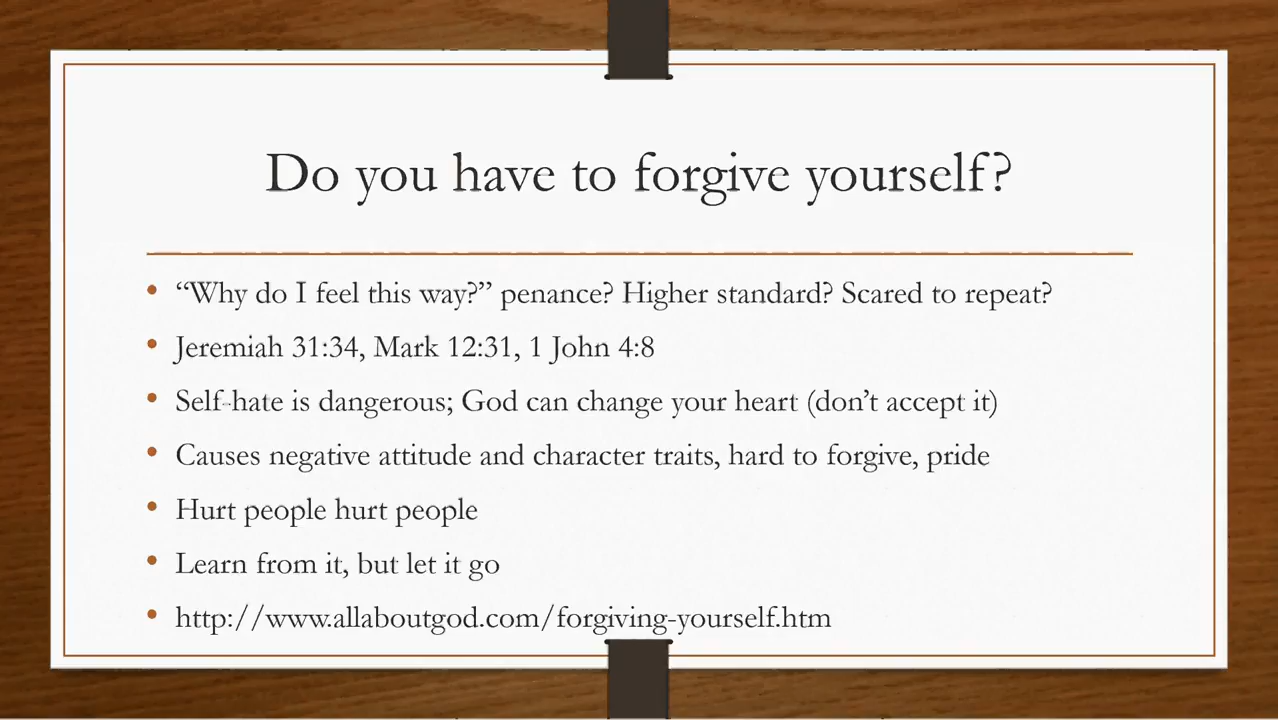 Do you have to forgive yourself?
• “Why do I feel this way?” penance? Higher standard? Scared to repeat?
• Jeremiah 31:34, Mark 12:31, 1 John 4:8
• Self-hate is dangerous; God can change your heart (don’t accept it)
• Causes negative attitude and character traits, hard to forgive, pride
• Hurt people hurt people
• Learn from it, but let it go
• http://www.allaboutgod.com/forgiving-yourself.htm